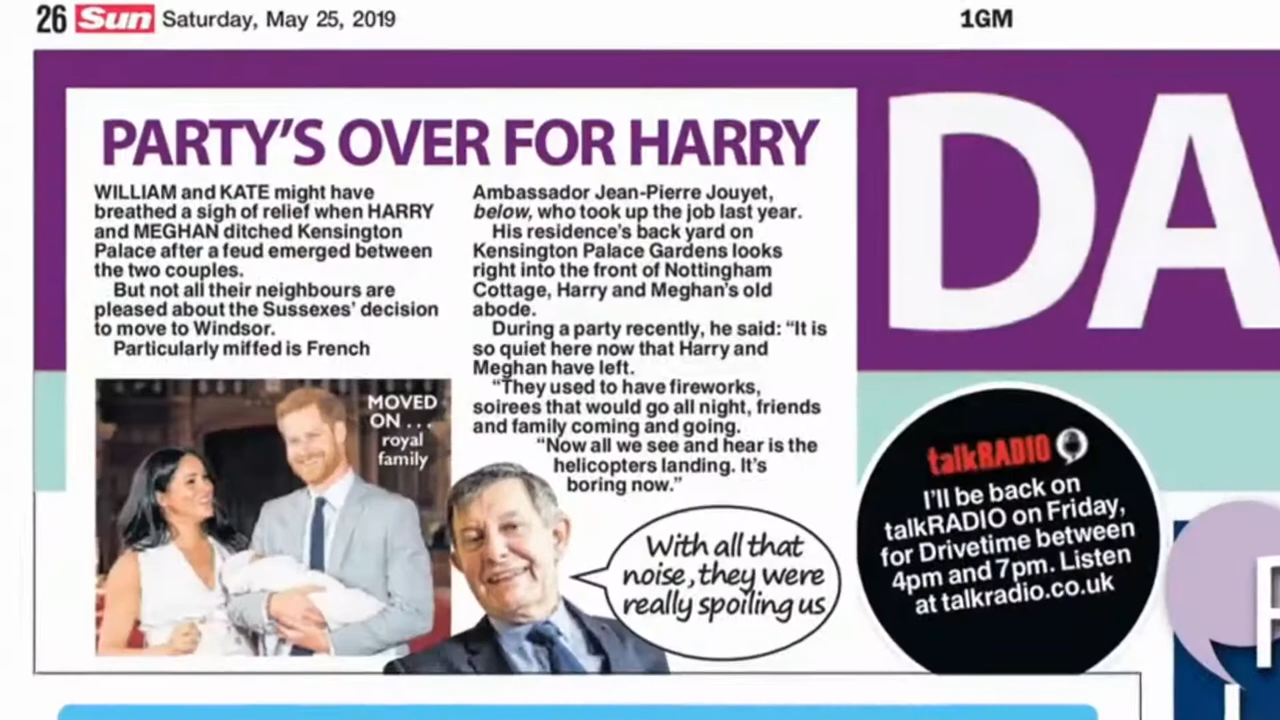 26 Sun Saturday, May 25, 2019
1GM
PARTY'S OVER FOR HARRY
WILLIAM and KATE might have
breathed a sigh of relief when HARRY
and MEGHAN ditched Kensington
Palace after a feud emerged between
the two couples.
But not all their neighbours are
pleased about the Sussexes' decision
to move to Windsor.
Particularly miffed is French
MOVED
ON . . .
royal
family
Ambassador Jean-Pierre Jouyet,
below, who took up the job last year.
His residence's back yard on
Kensington Palace Gardens looks
right into the front of Nottingham
Cottage, Harry and Meghan's old
abode.
During a party recently, he said: “It is
so quiet here now that Harry and
Meghan have left.
“They used to have fireworks,
soirees that would go all night, friends
and family coming and going.
“Now all we see and hear is the
helicopters landing. It's
boring now.”
With all that
noise, they were
really spoiling us
DA
talkRADIO
I'll be back on
talkRADIO on Friday,
for Drivetime between
4pm and 7pm. Listen
at talkradio.co.uk